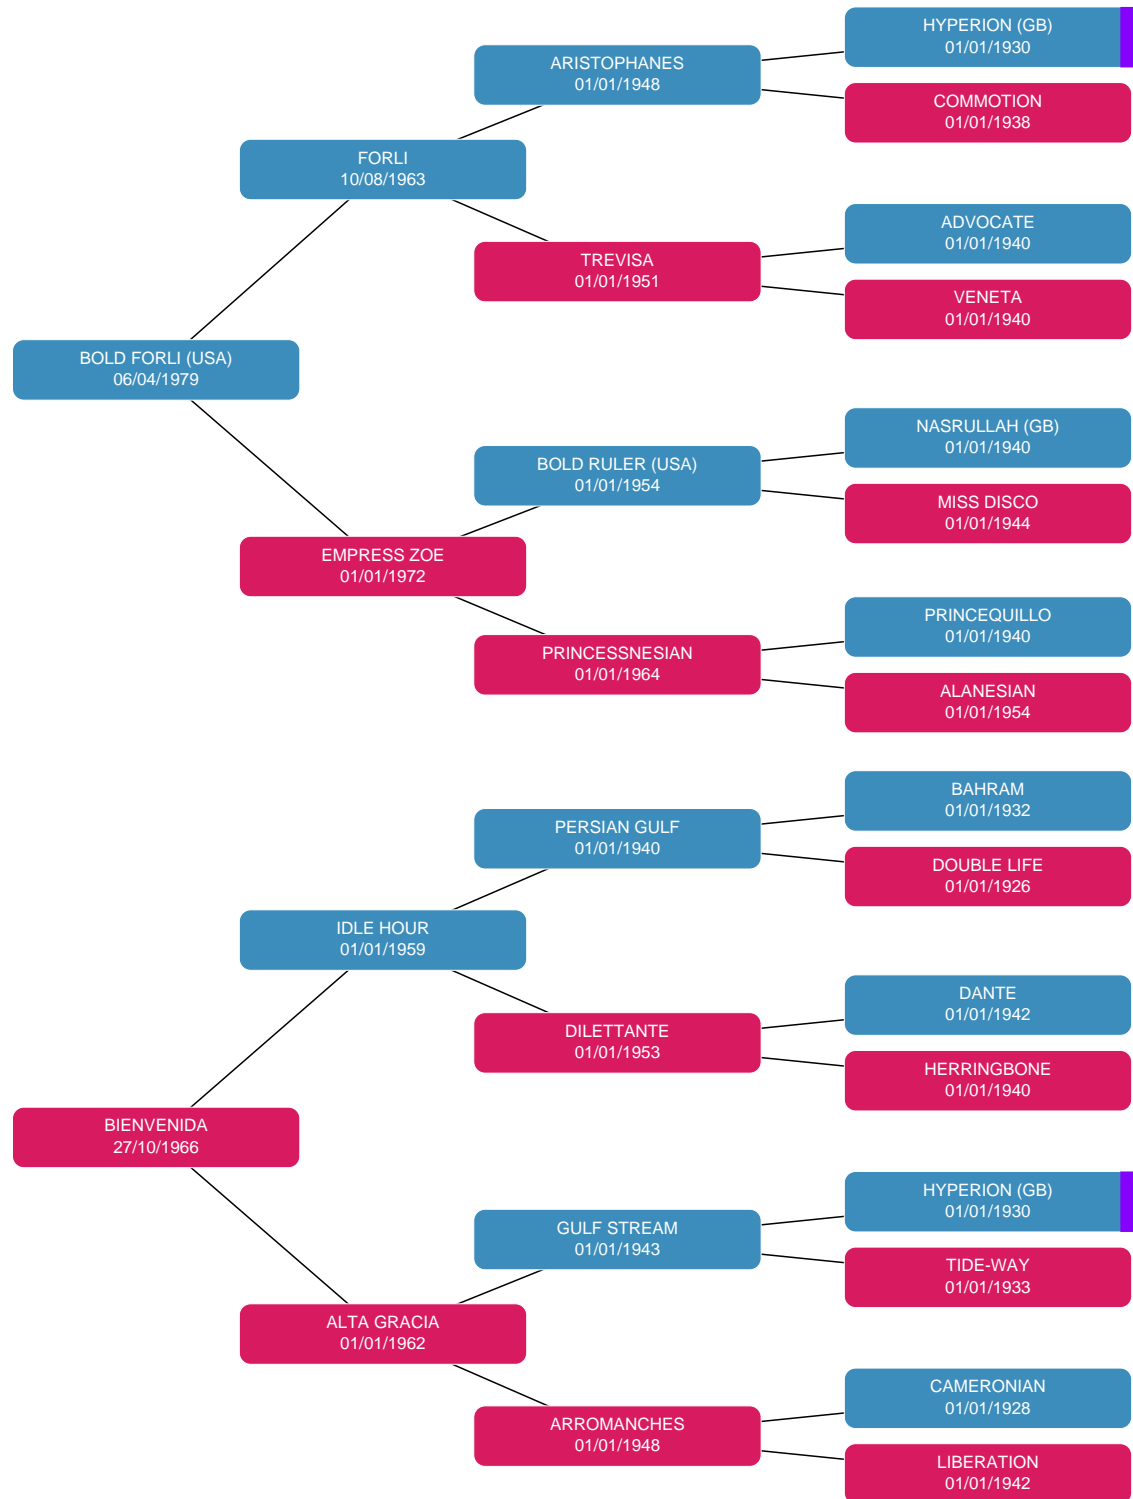 HYPERION (GB)
01/01/1930
ARISTOPHANES
01/01/1948
COMMOTION
01/01/1938
FORLI
10/08/1963
ADVOCATE
01/01/1940
TREVISA
01/01/1951
VENETA
01/01/1940
BOLD FORLI (USA)
06/04/1979
NASRULLAH (GB)
01/01/1940
BOLD RULER (USA)
01/01/1954
MISS DISCO
01/01/1944
EMPRESS ZOE
01/01/1972
PRINCEQUILLO
01/01/1940
PRINCESSNESIAN
01/01/1964
ALANESIAN
01/01/1954
BAHRAM
01/01/1932
PERSIAN GULF
01/01/1940
DOUBLE LIFE
01/01/1926
IDLE HOUR
01/01/1959
DANTE
01/01/1942
DILETTANTE
01/01/1953
HERRINGBONE
01/01/1940
BIENVENIDA
27/10/1966
HYPERION (GB)
01/01/1930
GULF STREAM
01/01/1943
TIDE-WAY
01/01/1933
ALTA GRACIA
01/01/1962
CAMERONIAN
01/01/1928
ARROMANCHES
01/01/1948
LIBERATION
01/01/1942